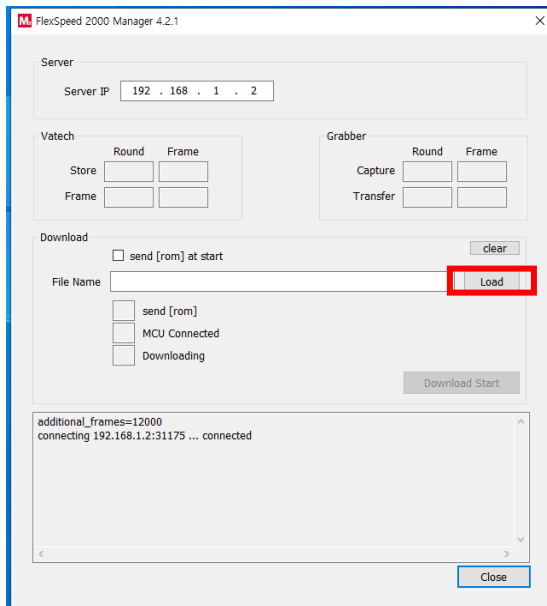 FlexSpeed 2000 Manager 4.2.1
Server
Server IP 192 . 168 . 1 . 2
Vatech
Round Frame
Store
Frame
Grabber
Round Frame
Capture
Transfer
Download
send [rom] at start
clear
File Name
Load
send [rom]
MCU Connected
Downloading
Download Start
additional_frames=12000
connecting 192.168.1.2:31175 ... connected
Close